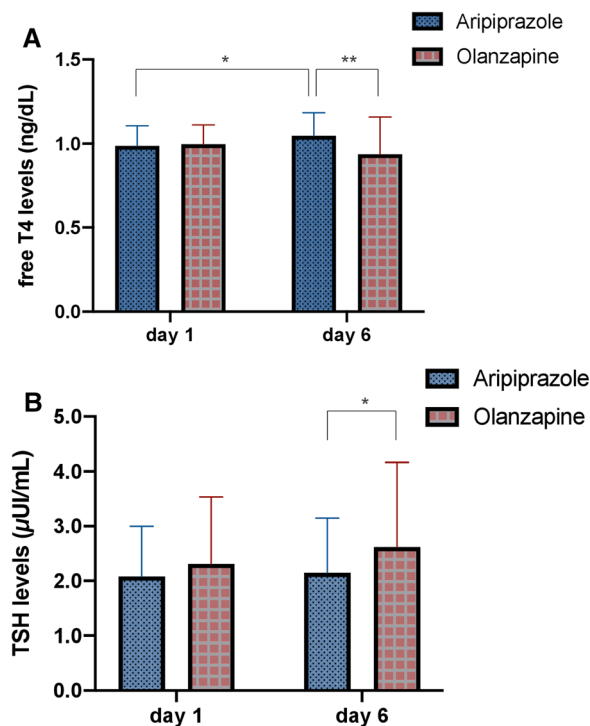 A
Aripiprazole
Olanzapine
free T4 levels (ng/dL)
1.5
1.0
0.5
0.0
*
**
day 1
day 6
B
Aripiprazole
Olanzapine
TSH levels (µUI/mL)
5.0
4.0
3.0
2.0
1.0
0.0
*
day 1
day 6